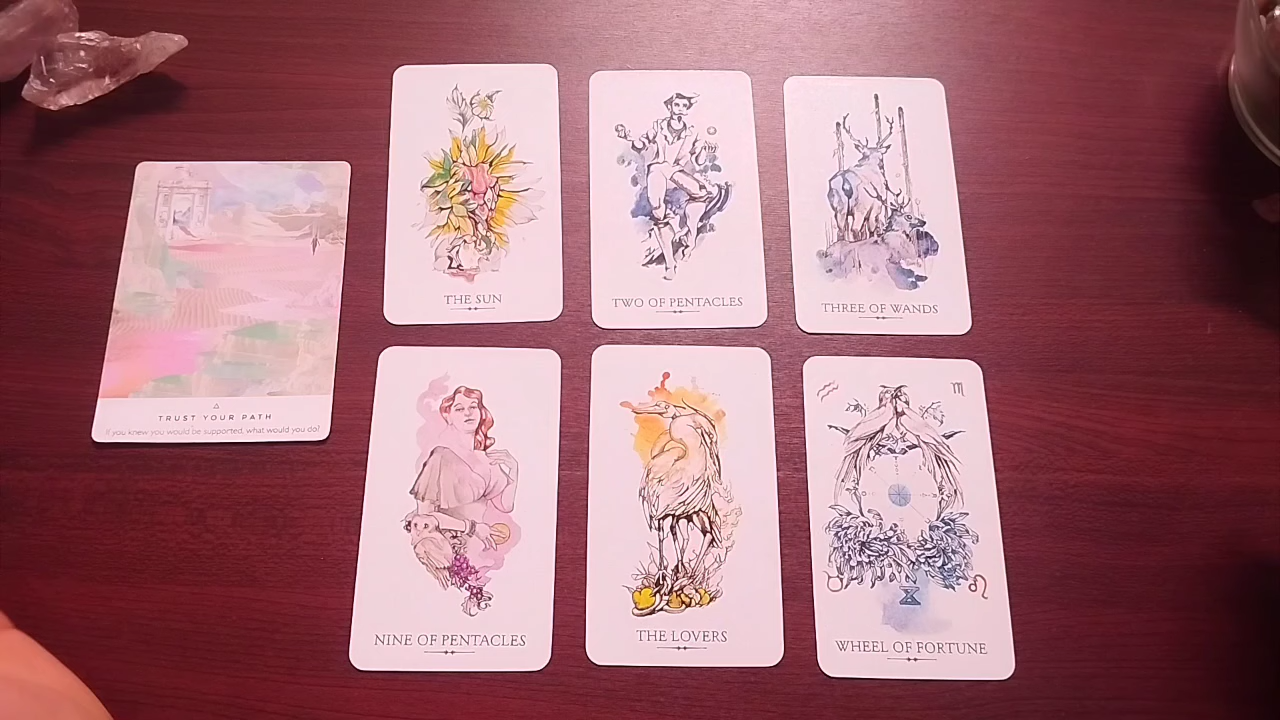 THE SUN
TWO OF PENTACLES
THREE OF WANDS
TRUST YOUR PATH
If you knew you would be supported, what would you do?
NINE OF PENTACLES
THE LOVERS
WHEEL OF FORTUNE